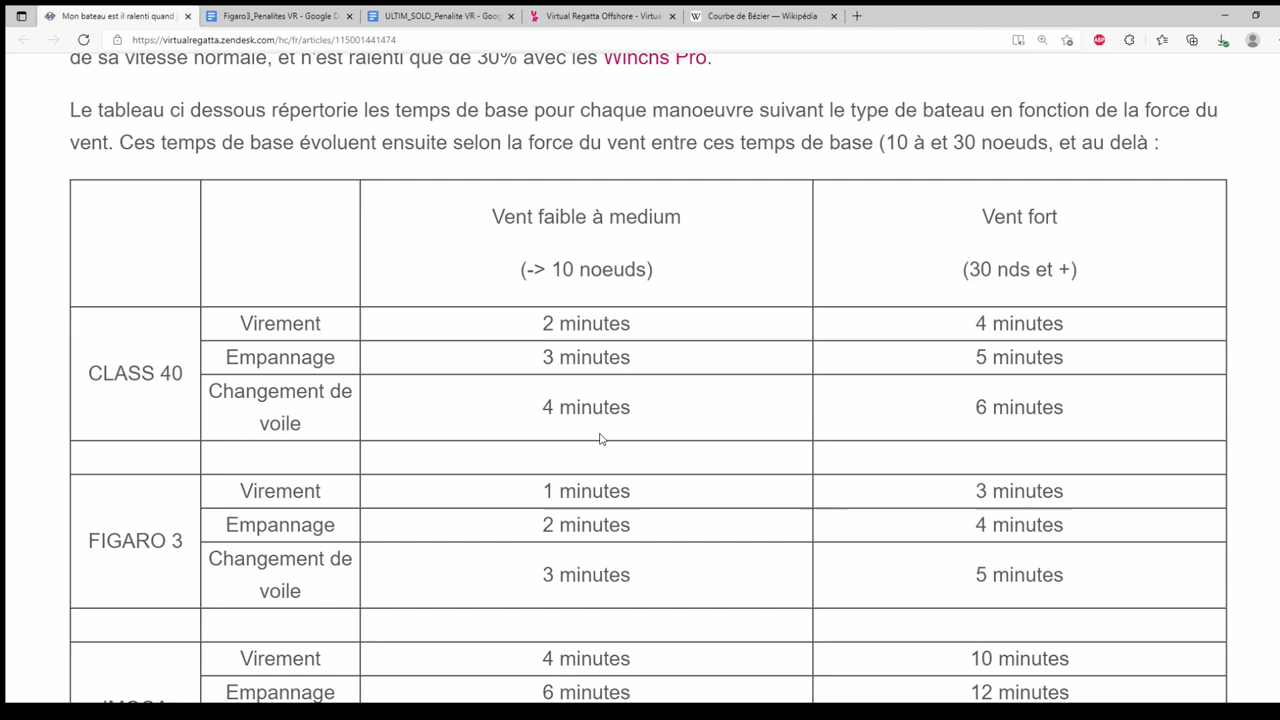 Mon bateau est il ralenti quand
Figaro3_Penalites VR - Google D
ULTIM_SOLO_Penalite VR - Goog
Virtual Regatta Offshore - Virtua
Courbe de Bézier — Wikipédia
https://virtualregatta.zendesk.com/hc/fr/articles/115001441474
de sa vitesse normale, et n'est ralenti que de 30% avec les Winchs Pro.
Le tableau ci dessous répertorie les temps de base pour chaque manoeuvre suivant le type de bateau en fonction de la force du
vent. Ces temps de base évoluent ensuite selon la force du vent entre ces temps de base (10 à et 30 noeuds, et au delà :
Vent faible à medium
(-> 10 noeuds)
Vent fort
(30 nds et +)
CLASS 40
Virement
2 minutes
4 minutes
Empannage
3 minutes
5 minutes
Changement de
voile
4 minutes
6 minutes
FIGARO 3
Virement
1 minutes
3 minutes
Empannage
2 minutes
4 minutes
Changement de
voile
3 minutes
5 minutes
Virement
4 minutes
10 minutes
Empannage
6 minutes
12 minutes